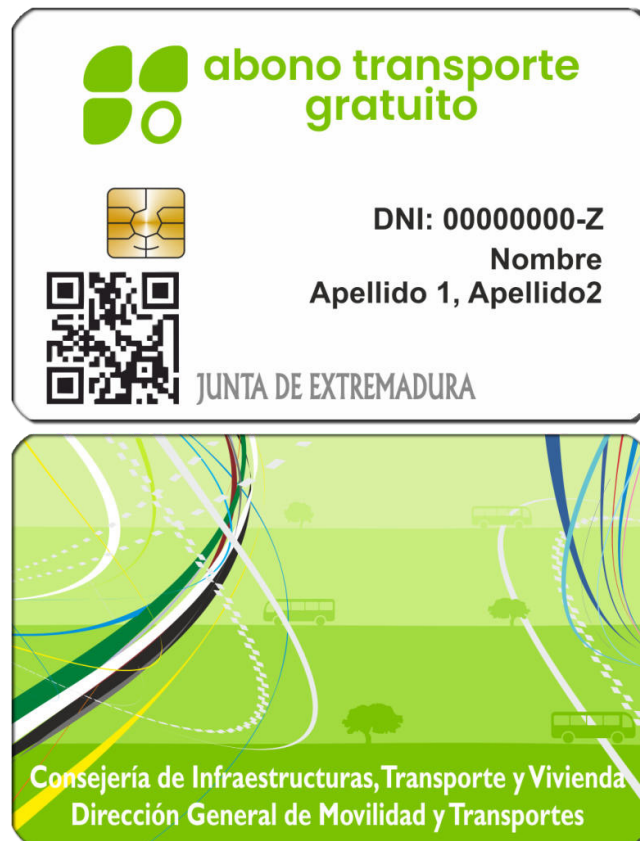 abono transporte
gratuito
DNI: 00000000-Z
Nombre
Apellido 1, Apellido2
JUNTA DE EXTREMADURA
Consejería de Infraestructuras, Transporte y Vivienda
Dirección General de Movilidad y Transportes